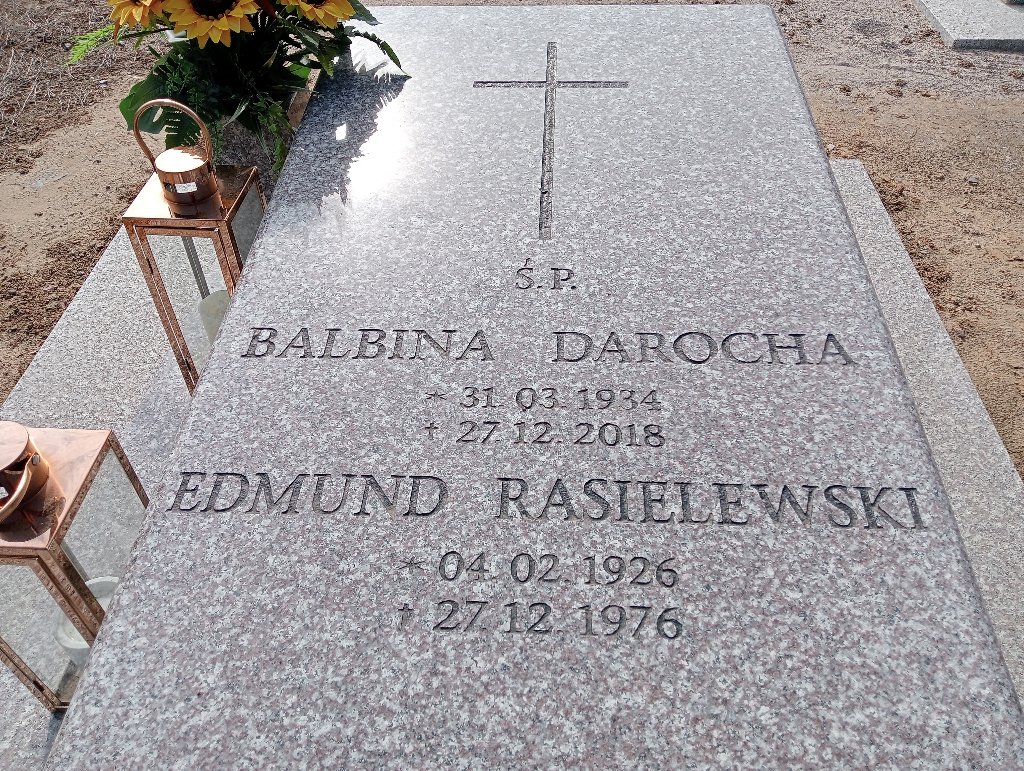 Ś.P.
BALBINA DAROCHA
* 31.03.1934
† 27.12.2018
EDMUND RASIELEWSKI
* 04.02.1926
† 27.12.1976